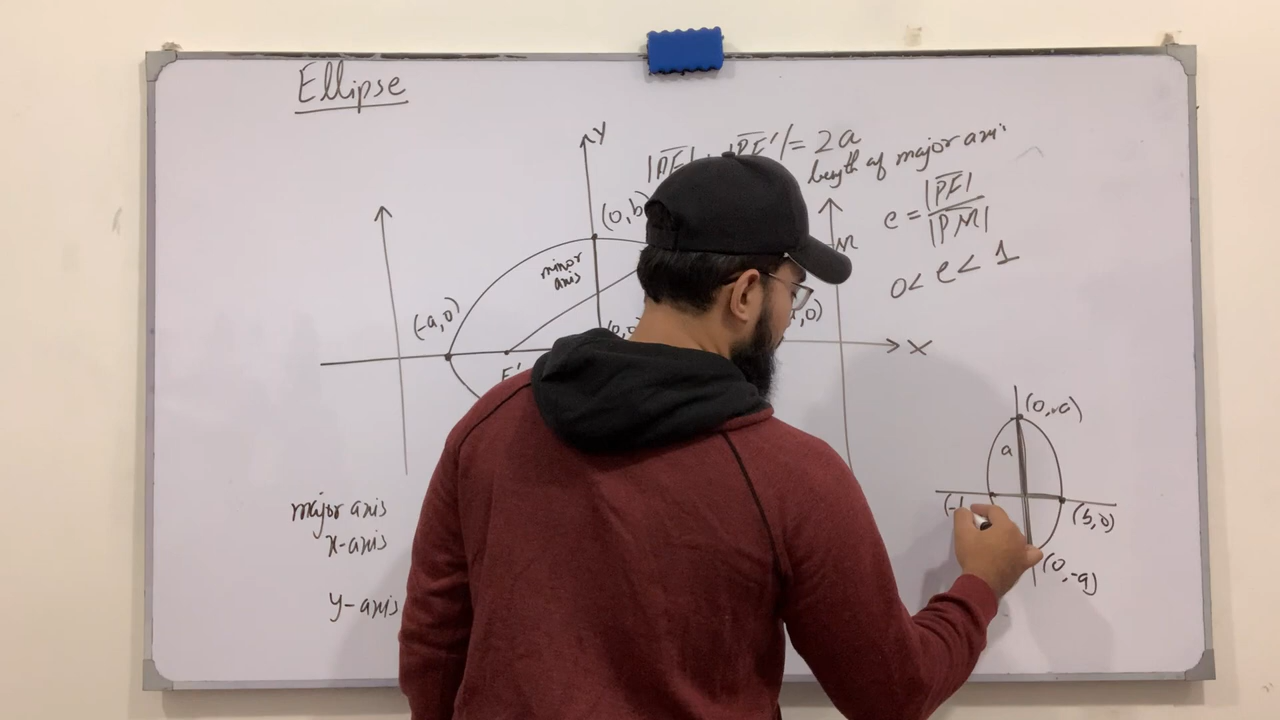 Ellipse
Y
|PF| + |PF'| = 2a
length of major axis
(0,b)
e = |PF| / |PM|
M
0 < e < 1
minor
axis
(-a,0)
,0)
X
F'
(0,a)
a
major axis
x-axis
(-
(b,0)
(0,-a)
y-axis